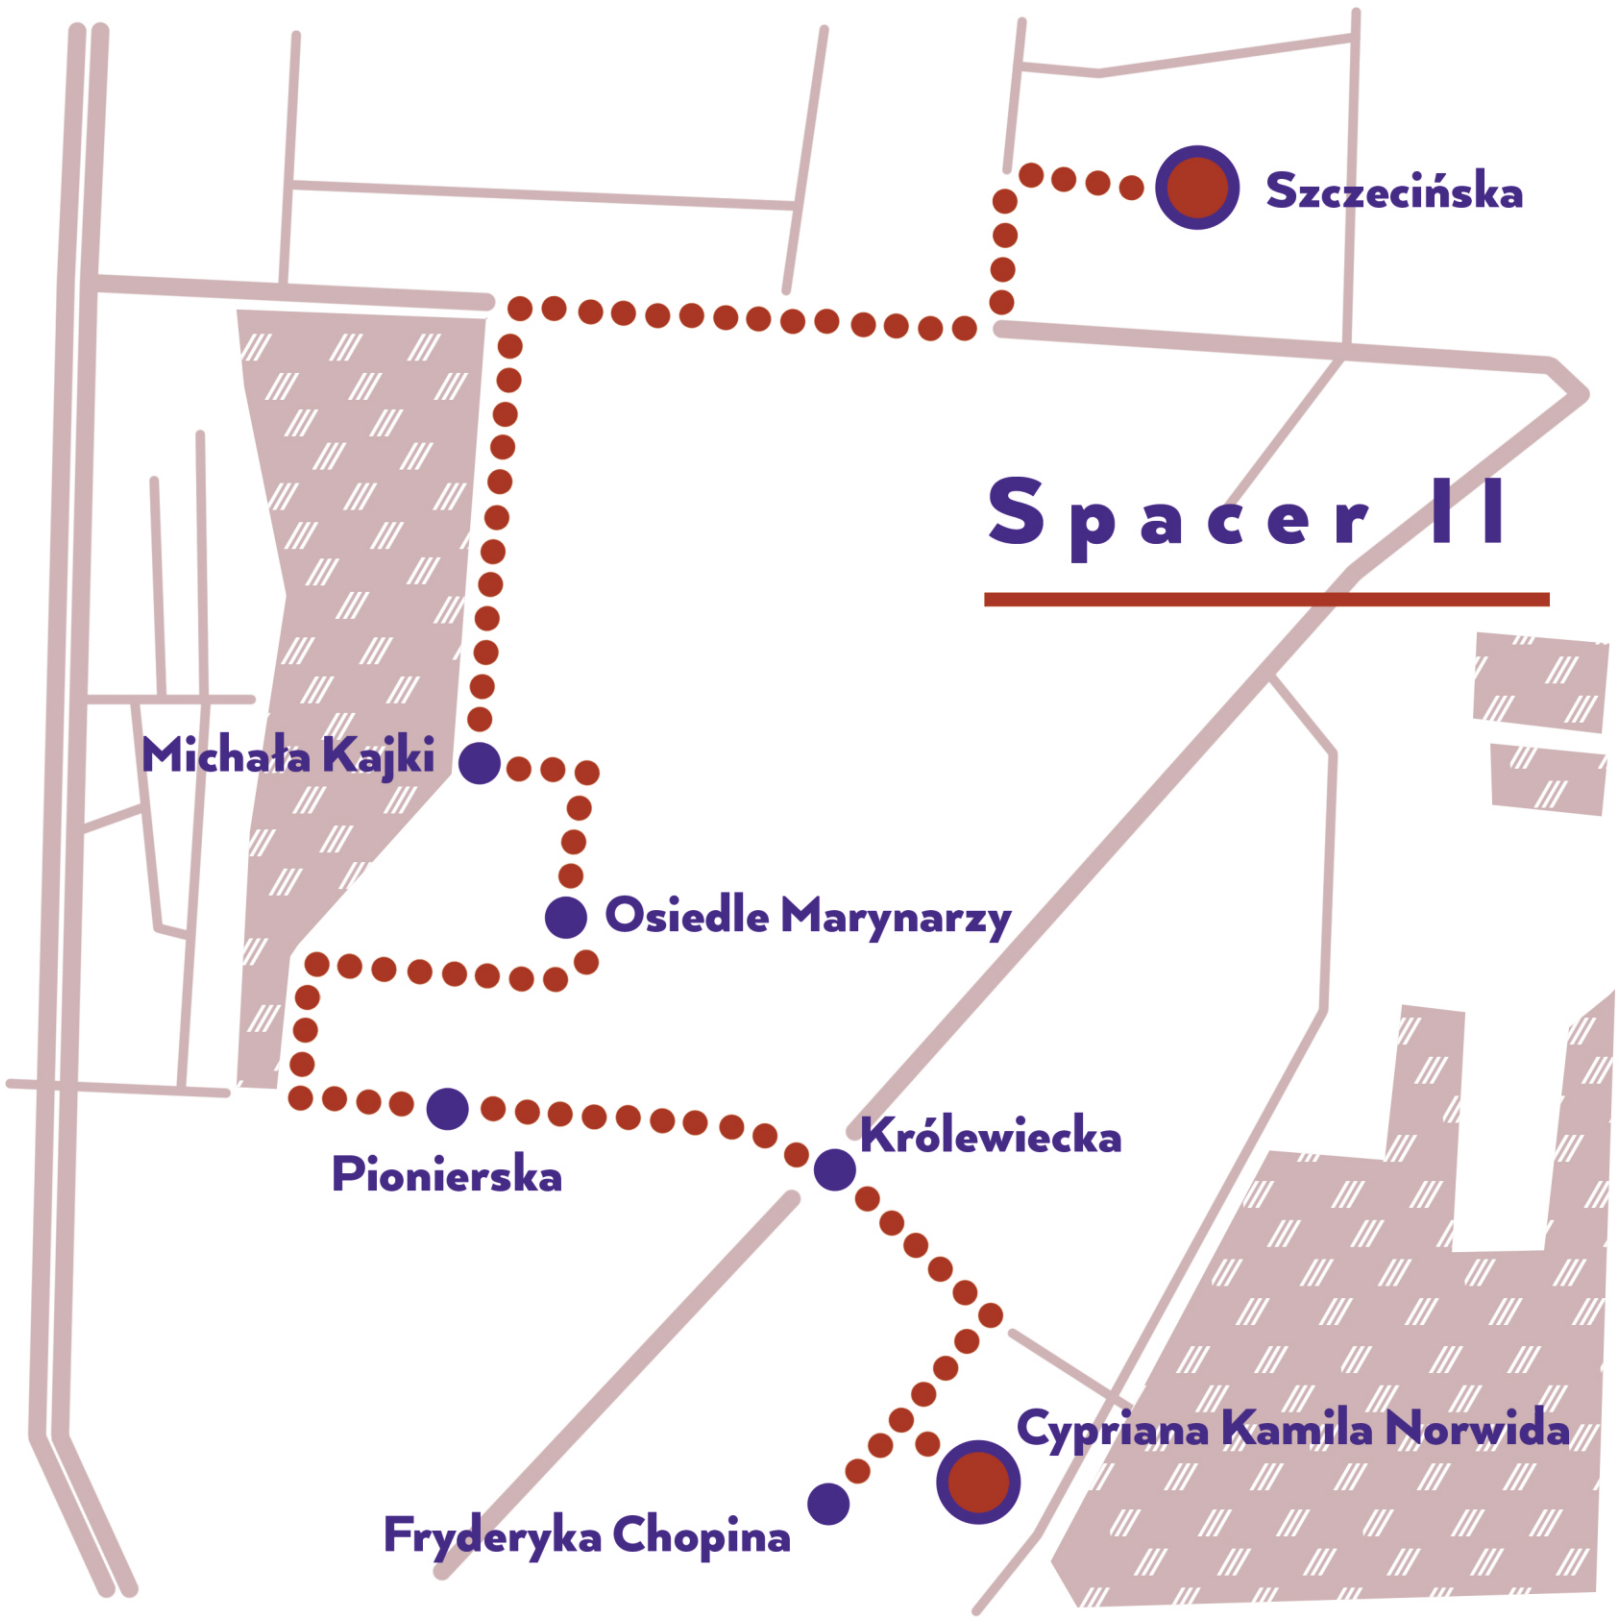 Szczecińska
Spacer II
Michała Kajki
Osiedle Marynarzy
Królewiecka
Pionierska
Cypriana Kamila Norwida
Fryderyka Chopina